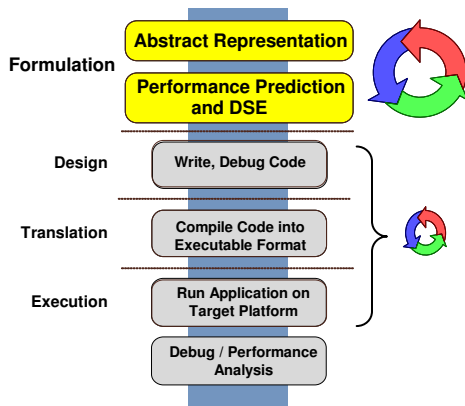 Abstract Representation
Formulation
Performance Prediction
and DSE
Design
Write, Debug Code
Translation
Compile Code into
Executable Format
Execution
Run Application on
Target Platform
Debug / Performance
Analysis